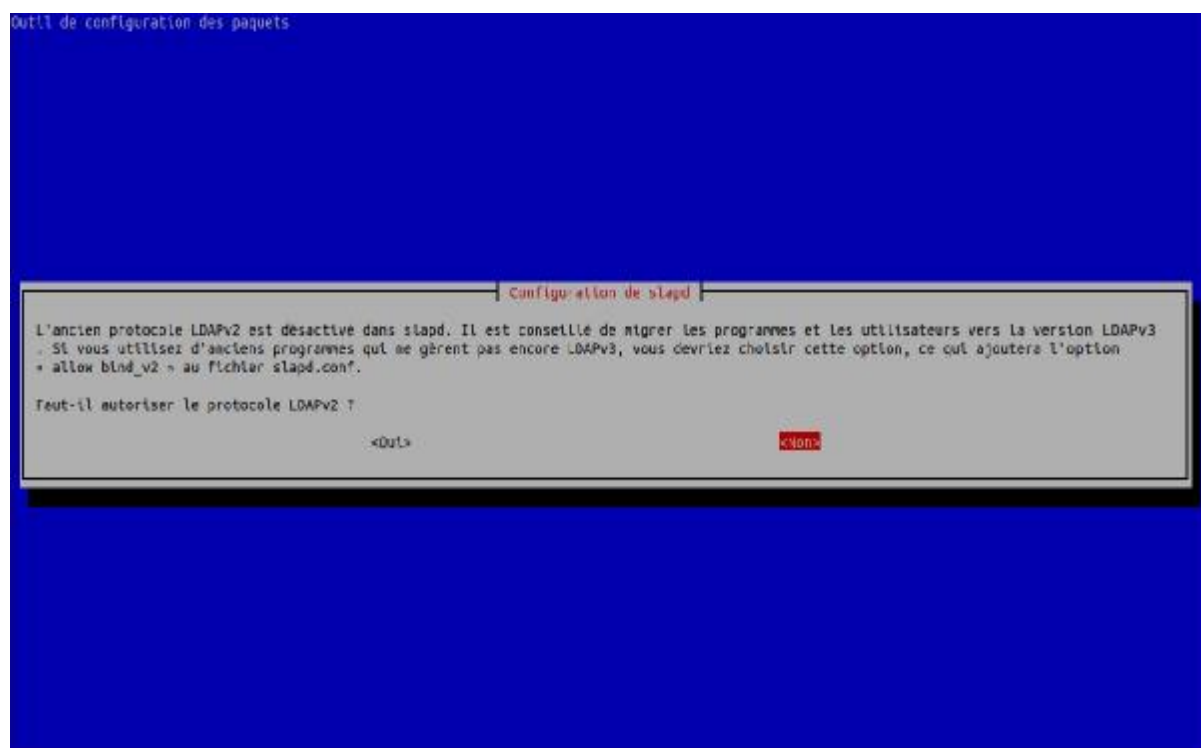 Outil de configuration des paquets
Configuration de slapd
L'ancien protocole LDAPv2 est désactivé dans slapd. Il est conseillé de migrer les programmes et les utilisateurs vers la version LDAPv3
. Si vous utilisez d'anciens programmes qui ne gèrent pas encore LDAPv3, vous devriez choisir cette option, ce qui ajoutera l'option
« allow bind_v2 » au fichier slapd.conf.
Faut-il autoriser le protocole LDAPv2 ?
<Oui> <Non>